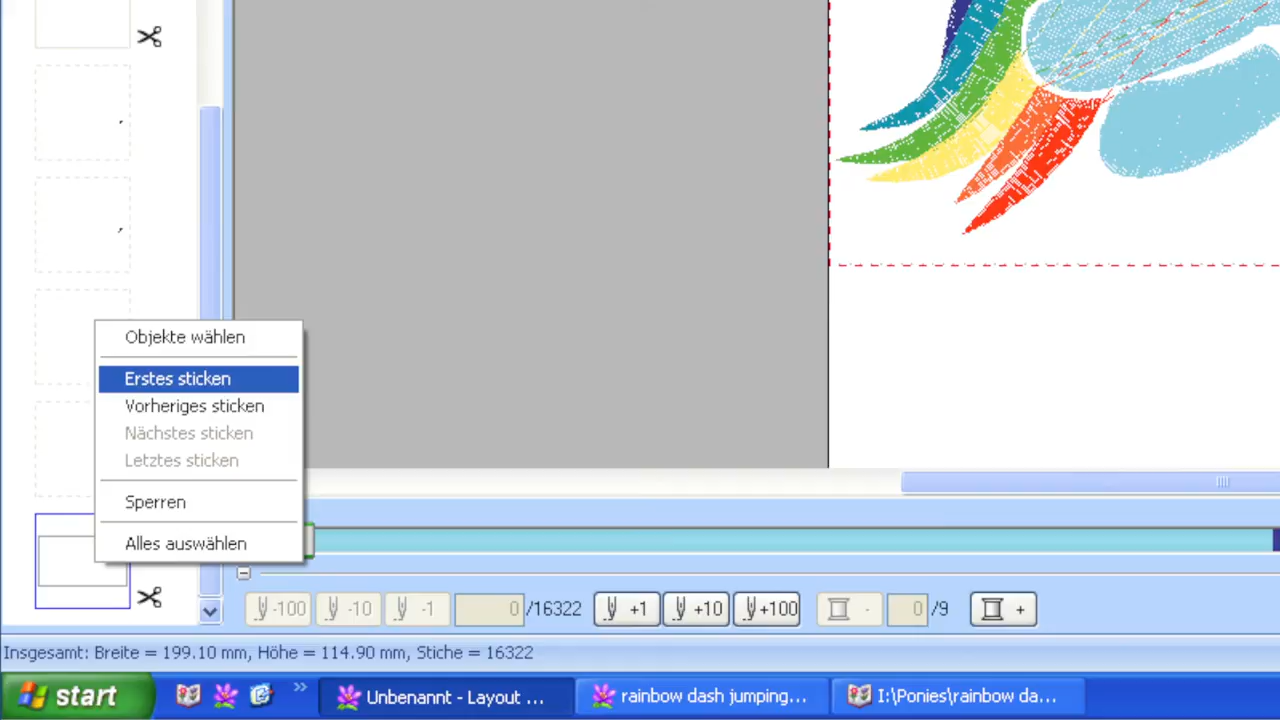 Objekte wählen
Erstes sticken
Vorheriges sticken
Nächstes sticken
Letztes sticken
Sperren
Alles auswählen
-100 -10 -1 0 /16322 +1 +10 +100 - 0 /9 +
Insgesamt: Breite = 199.10 mm, Höhe = 114.90 mm, Stiche = 16322
start » Unbenannt - Layout ... rainbow dash jumping... I:\Ponies\rainbow da...